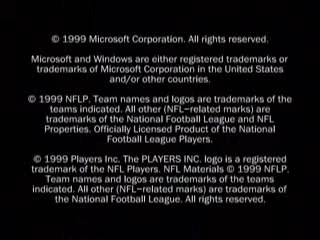 © 1999 Microsoft Corporation. All rights reserved.
Microsoft and Windows are either registered trademarks or
trademarks of Microsoft Corporation in the United States
and/or other countries.
© 1999 NFLP. Team names and logos are trademarks of the
teams indicated. All other (NFL-related marks) are
trademarks of the National Football League and NFL
Properties. Officially Licensed Product of the National
Football League Players.
© 1999 Players Inc. The PLAYERS INC. logo is a registered
trademark of the NFL Players. NFL Materials © 1999 NFLP.
Team names and logos are trademarks of the teams
indicated. All other (NFL-related marks) are trademarks of
the National Football League. All rights reserved.